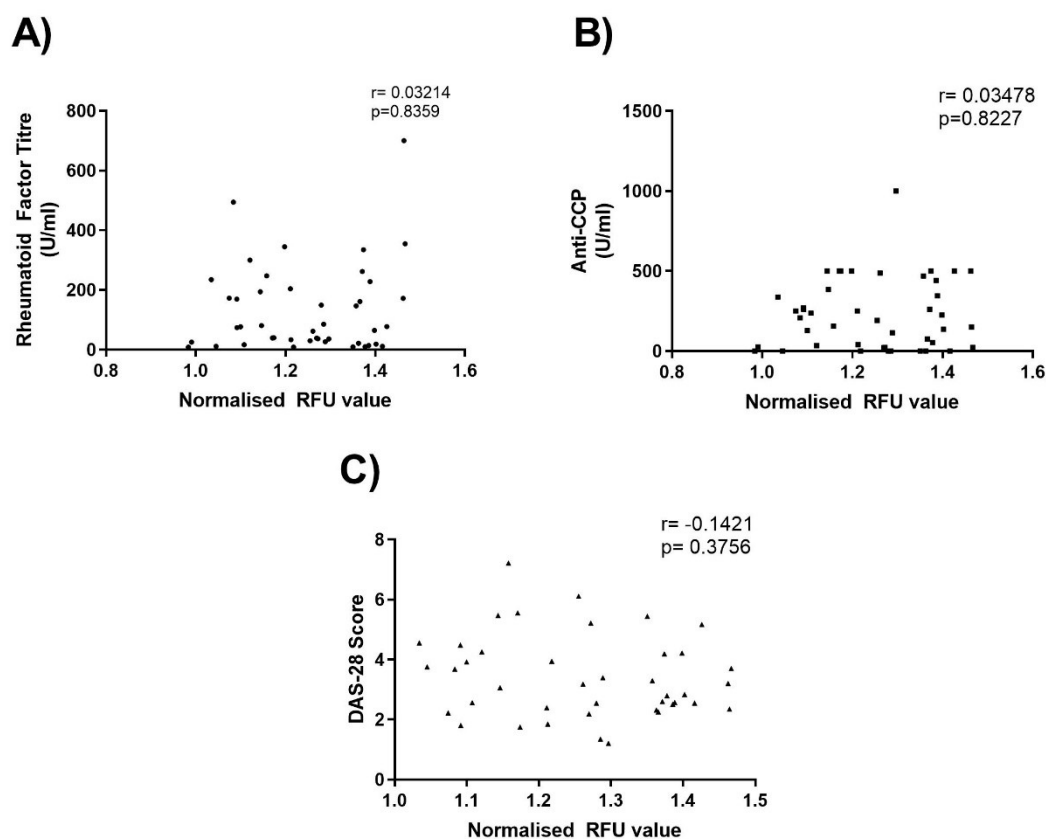 A)
r= 0.03214
p=0.8359
Rheumatoid Factor Titre
(U/ml)
800
600
400
200
0
0.8 1.0 1.2 1.4 1.6
Normalised RFU value
B)
r= 0.03478
p=0.8227
Anti-CCP
(U/ml)
1500
1000
500
0
0.8 1.0 1.2 1.4 1.6
Normalised RFU value
C)
r= -0.1421
p= 0.3756
DAS-28 Score
8
6
4
2
0
1.0 1.1 1.2 1.3 1.4 1.5
Normalised RFU value